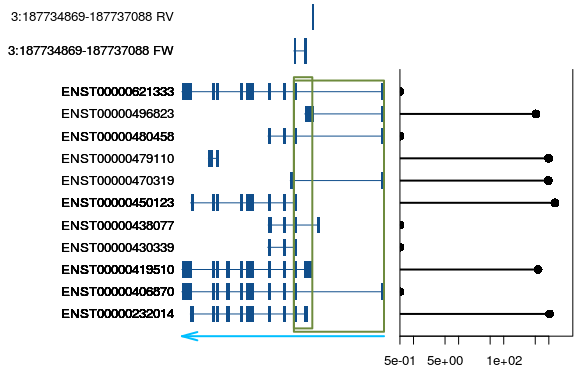 3:187734869-187737088 RV
3:187734869-187737088 FW
ENST00000621333
ENST00000496823
ENST00000480458
ENST00000479110
ENST00000470319
ENST00000450123
ENST00000438077
ENST00000430339
ENST00000419510
ENST00000406870
ENST00000232014
5e-01 5e+00 1e+02